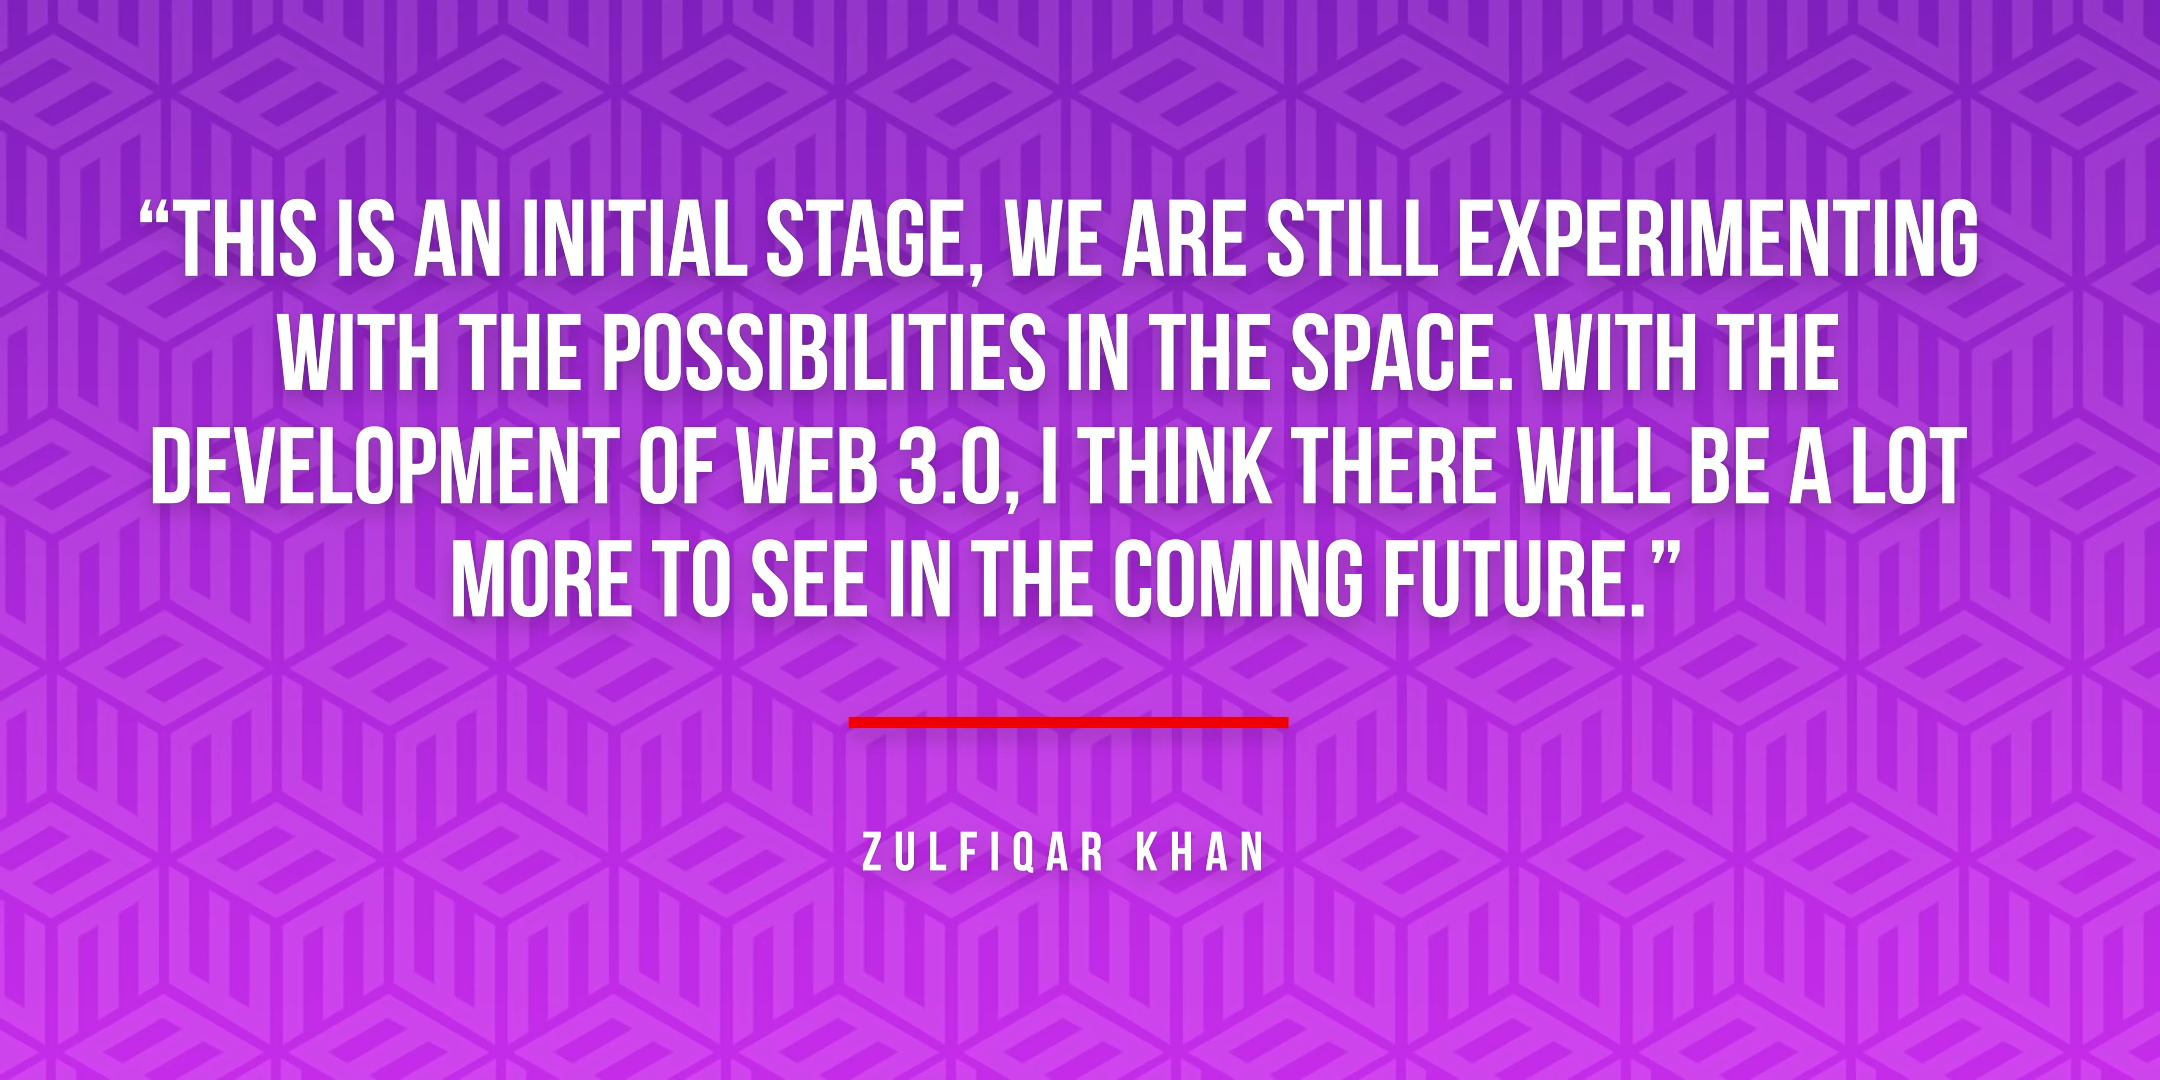 “THIS IS AN INITIAL STAGE, WE ARE STILL EXPERIMENTING
WITH THE POSSIBILITIES IN THE SPACE. WITH THE
DEVELOPMENT OF WEB 3.0, I THINK THERE WILL BE A LOT
MORE TO SEE IN THE COMING FUTURE.”
ZULFIQAR KHAN